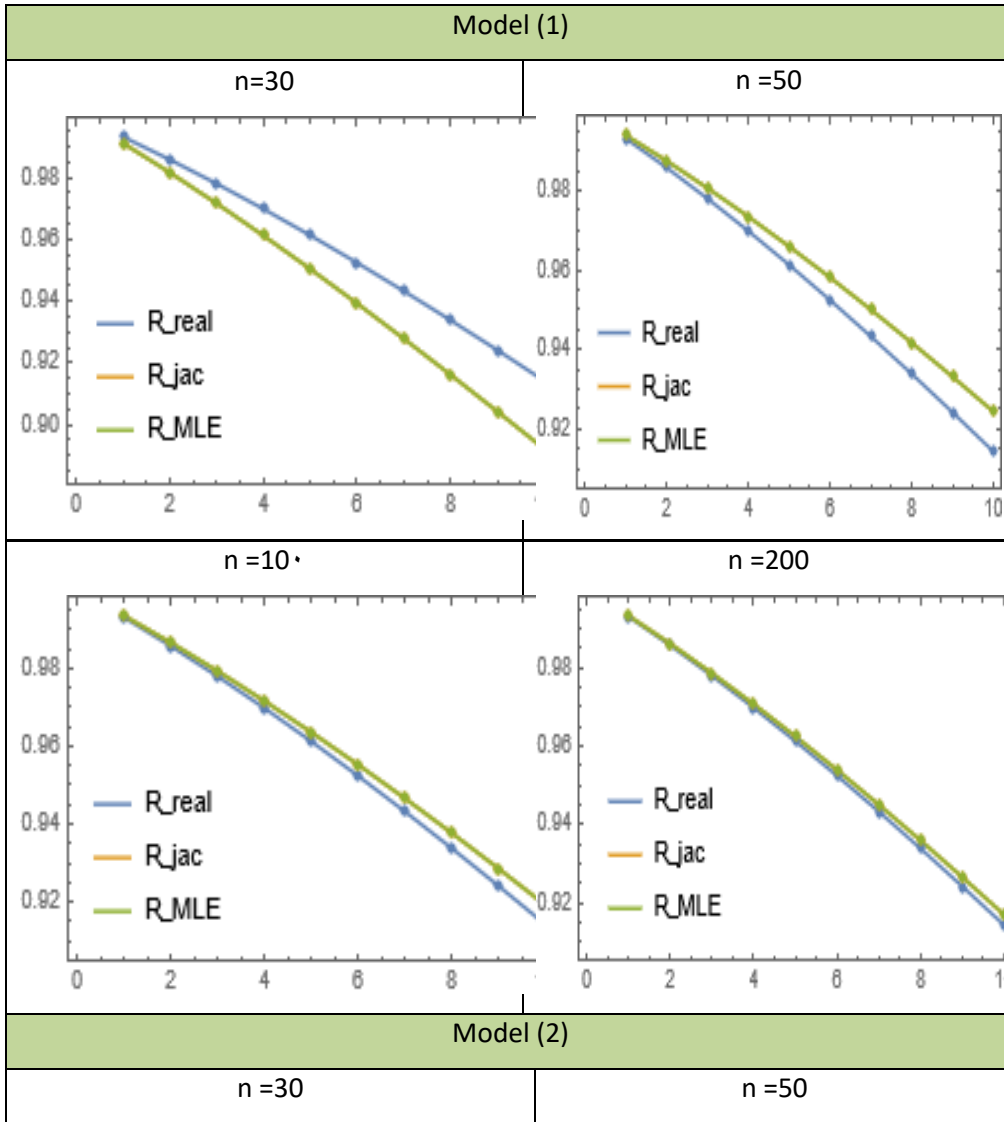 Model (1)
n=30
0.98
0.96
0.94
0.92
0.90
R_real
R_jac
R_MLE
0 2 4 6 8
n =50
0.98
0.96
0.94
0.92
R_real
R_jac
R_MLE
0 2 4 6 8 10
n =10٠
0.98
0.96
0.94
0.92
R_real
R_jac
R_MLE
0 2 4 6 8
n =200
0.98
0.96
0.94
0.92
R_real
R_jac
R_MLE
0 2 4 6 8 1
Model (2)
n =30
n =50